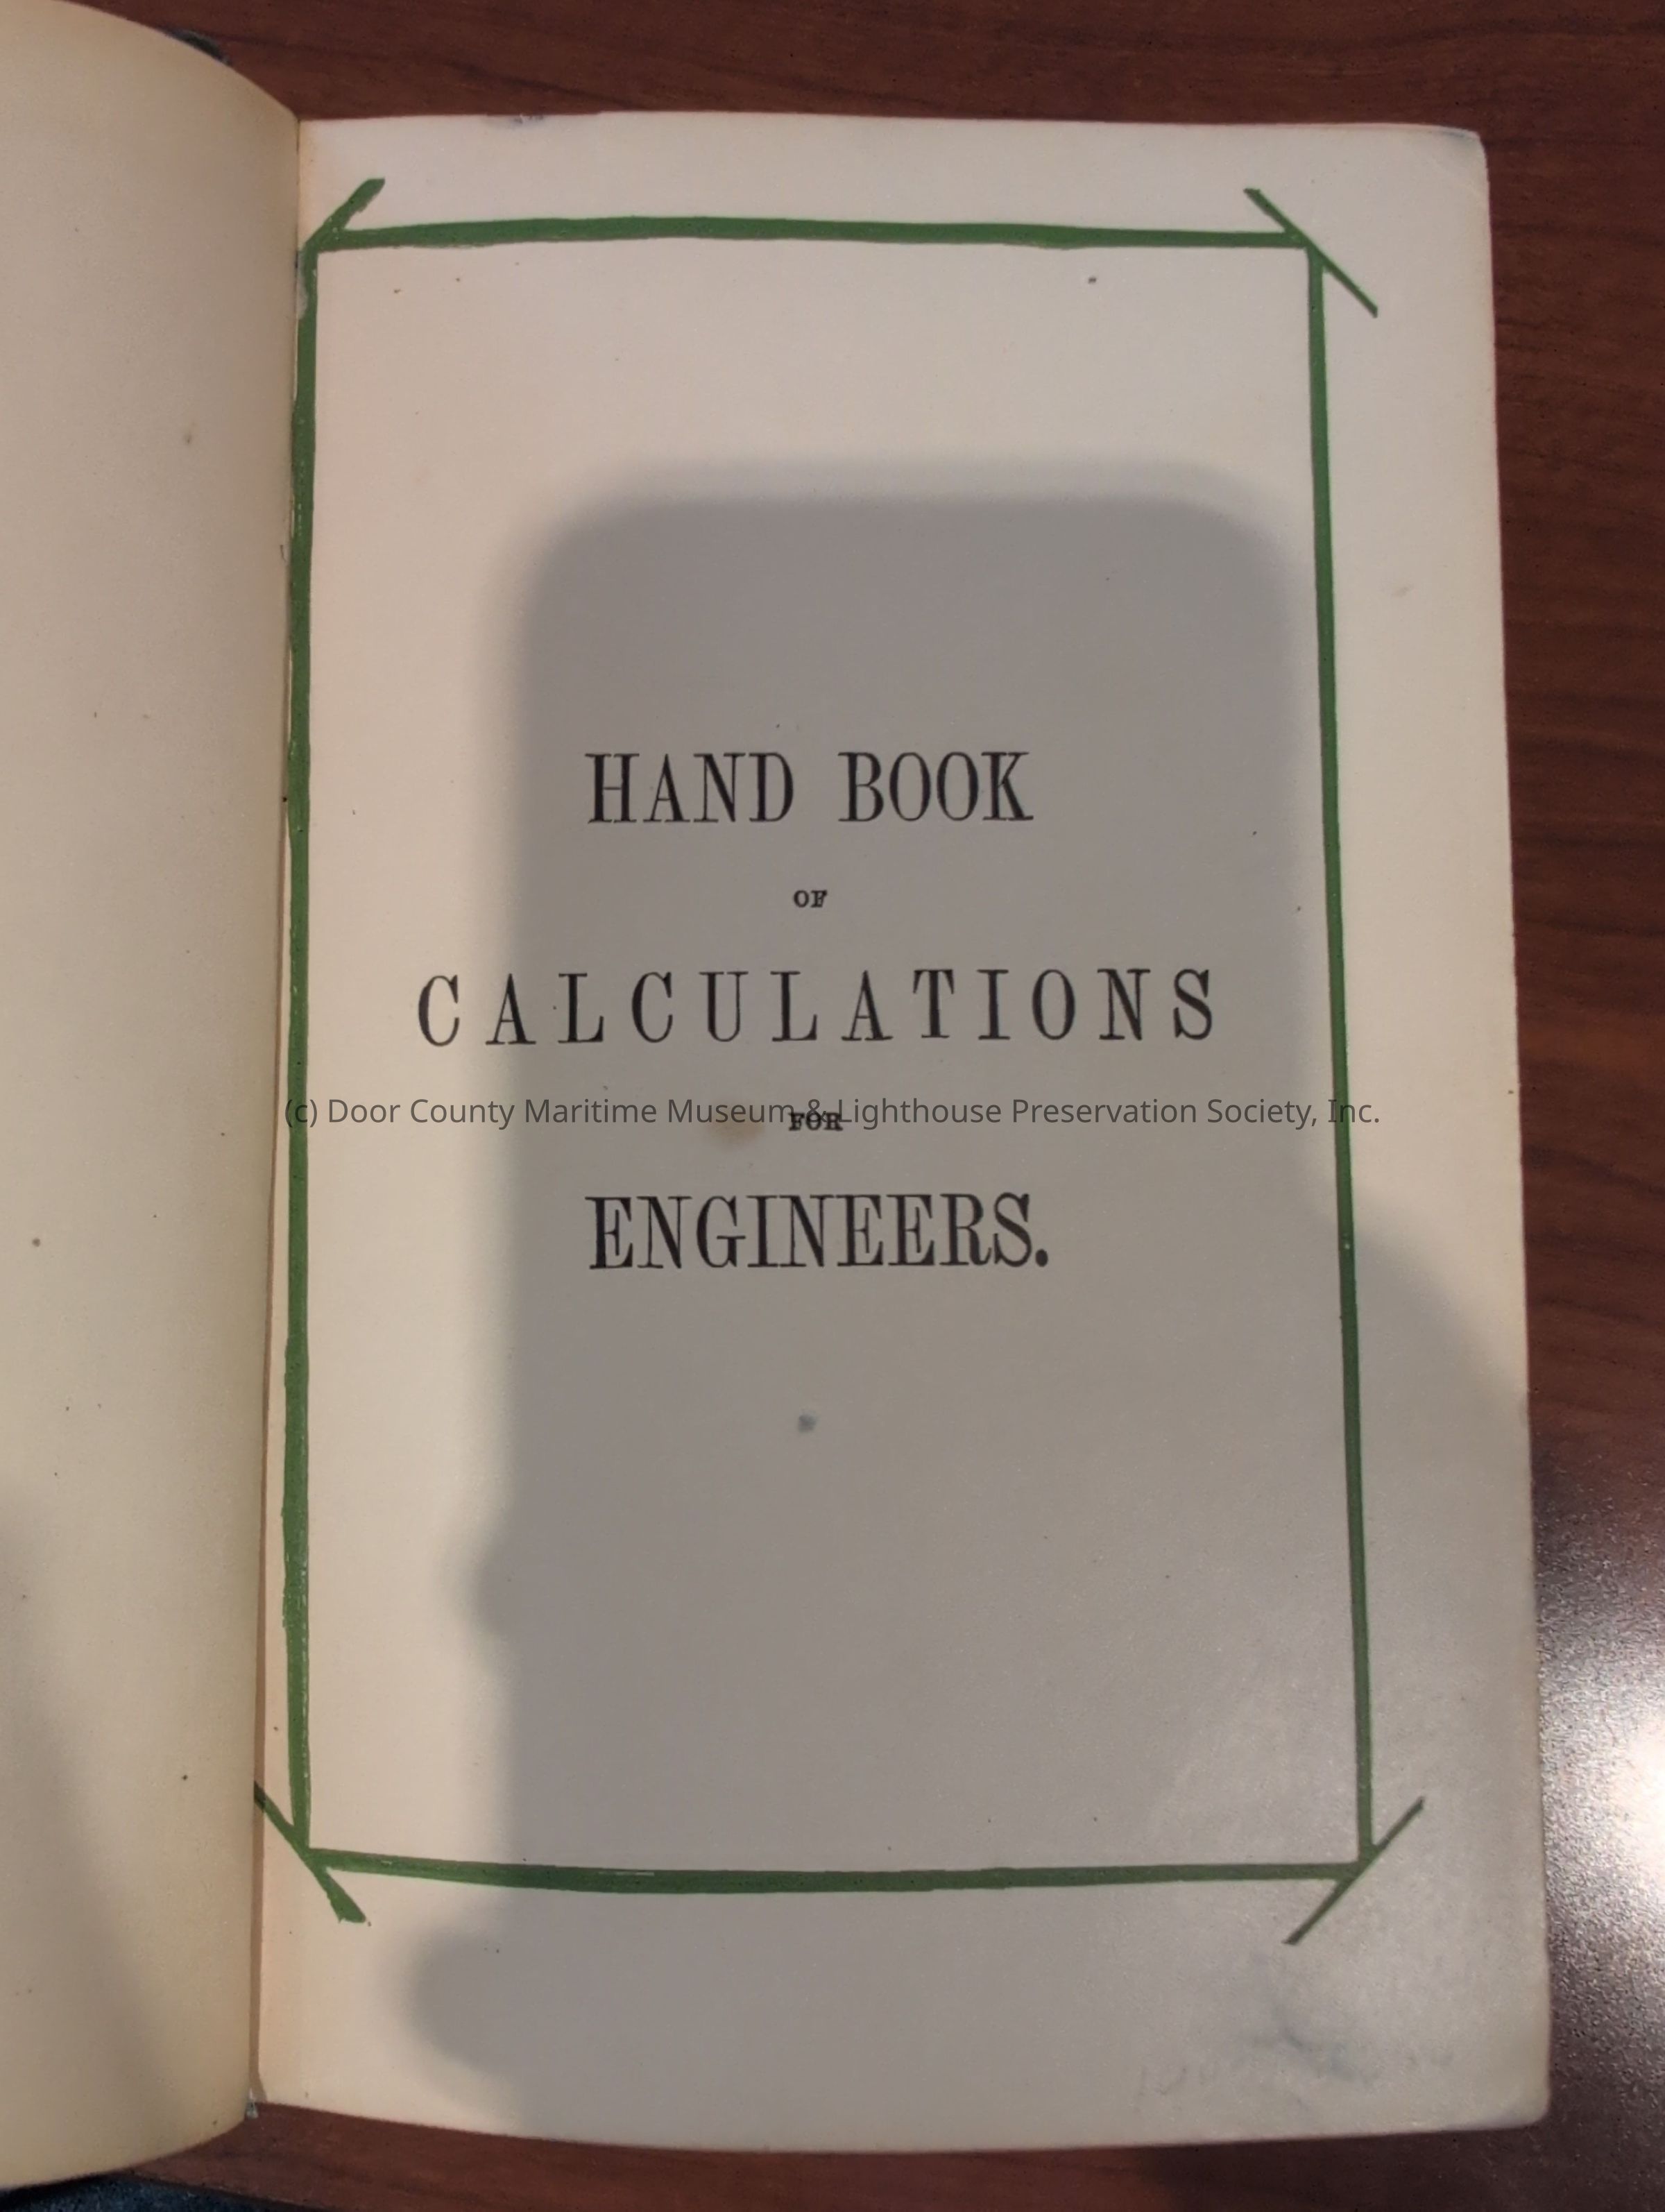 HAND BOOK
OF
CALCULATIONS
(c) Door County Maritime Museum & Lighthouse Preservation Society, Inc.
FOR
ENGINEERS.